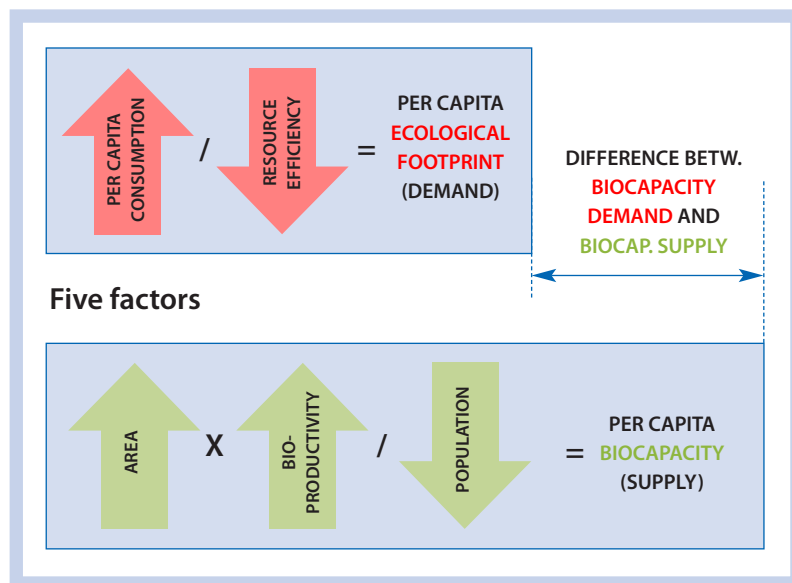 PER CAPITA
CONSUMPTION
/
RESOURCE
EFFICIENCY
=
PER CAPITA
ECOLOGICAL
FOOTPRINT
(DEMAND)
DIFFERENCE BETW.
BIOCAPACITY
DEMAND AND
BIOCAP. SUPPLY
Five factors
AREA
X
BIO-
PRODUCTIVITY
/
POPULATION
=
PER CAPITA
BIOCAPACITY
(SUPPLY)